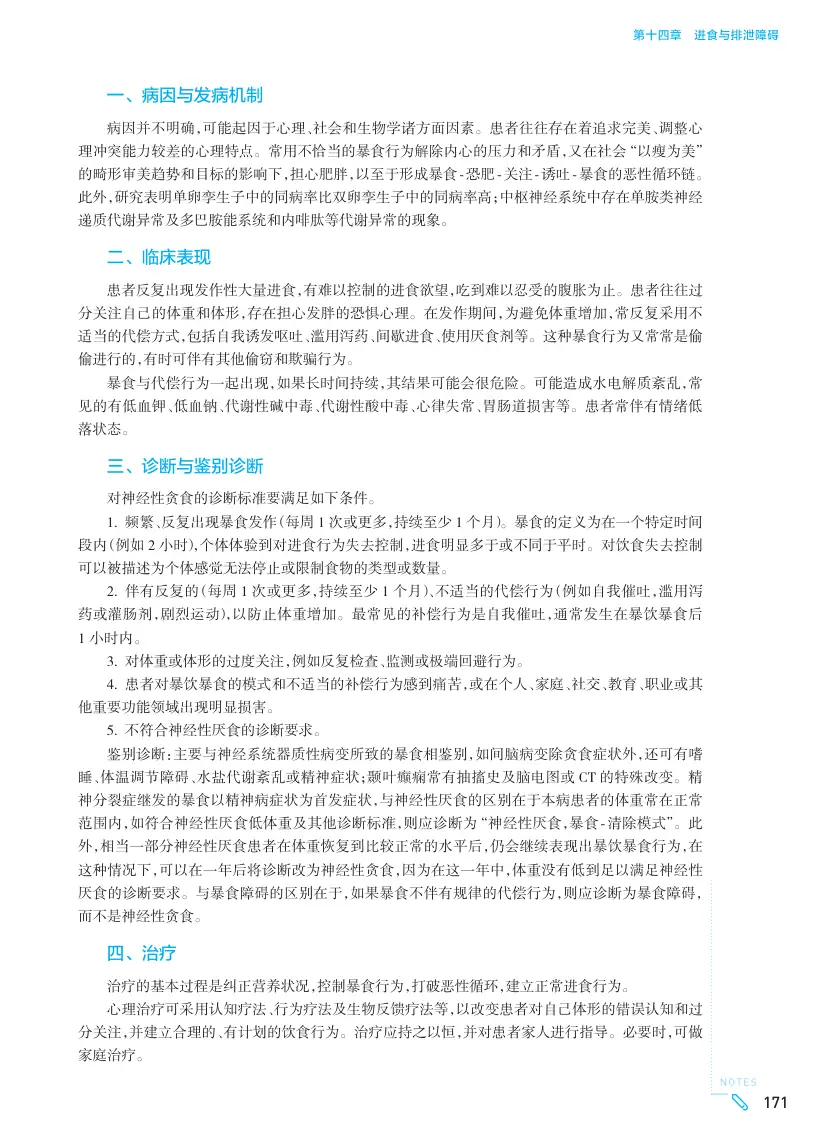 第十四章 进食与排泄障碍
一、病因与发病机制
病因并不明确，可能起因于心理、社会和生物学诸方面因素。患者往往存在着追求完美、调整心
理冲突能力较差的心理特点。常用不恰当的暴食行为解除内心的压力和矛盾，又在社会“以瘦为美”
的畸形审美趋势和目标的影响下，担心肥胖，以至于形成暴食-恐肥-关注-诱吐-暴食的恶性循环链。
此外，研究表明单卵孪生子中的同病率比双卵孪生子中的同病率高；中枢神经系统中存在单胺类神经
递质代谢异常及多巴胺能系统和内啡肽等代谢异常的现象。
二、临床表现
患者反复出现发作性大量进食，有难以控制的进食欲望，吃到难以忍受的腹胀为止。患者往往过
分关注自己的体重和体形，存在担心发胖的恐惧心理。在发作期间，为避免体重增加，常反复采用不
适当的代偿方式，包括自我诱发呕吐、滥用泻药、间歇进食、使用厌食剂等。这种暴食行为又常常是偷
偷进行的，有时可伴有其他偷窃和欺骗行为。
暴食与代偿行为一起出现，如果长时间持续，其结果可能会很危险。可能造成水电解质紊乱，常
见的有低血钾、低血钠、代谢性碱中毒、代谢性酸中毒、心律失常、胃肠道损害等。患者常伴有情绪低
落状态。
三、诊断与鉴别诊断
对神经性贪食的诊断标准要满足如下条件。
1. 频繁、反复出现暴食发作（每周 1 次或更多，持续至少 1 个月）。暴食的定义为在一个特定时间
段内（例如 2 小时），个体体验到对进食行为失去控制，进食明显多于或不同于平时。对饮食失去控制
可以被描述为个体感觉无法停止或限制食物的类型或数量。
2. 伴有反复的（每周 1 次或更多，持续至少 1 个月）、不适当的代偿行为（例如自我催吐，滥用泻
药或灌肠剂，剧烈运动），以防止体重增加。最常见的补偿行为是自我催吐，通常发生在暴饮暴食后
1 小时内。
3. 对体重或体形的过度关注，例如反复检查、监测或极端回避行为。
4. 患者对暴饮暴食的模式和不适当的补偿行为感到痛苦，或在个人、家庭、社交、教育、职业或其
他重要功能领域出现明显损害。
5. 不符合神经性厌食的诊断要求。
鉴别诊断：主要与神经系统器质性病变所致的暴食相鉴别，如间脑病变除贪食症状外，还可有嗜
睡、体温调节障碍、水盐代谢紊乱或精神症状；颞叶癫痫常有抽搐史及脑电图或 CT 的特殊改变。精
神分裂症继发的暴食以精神病症状为首发症状，与神经性厌食的区别在于本病患者的体重常在正常
范围内，如符合神经性厌食低体重及其他诊断标准，则应诊断为“神经性厌食，暴食-清除模式”。此
外，相当一部分神经性厌食患者在体重恢复到比较正常的水平后，仍会继续表现出暴饮暴食行为，在
这种情况下，可以在一年后将诊断改为神经性贪食，因为在这一年中，体重没有低到足以满足神经性
厌食的诊断要求。与暴食障碍的区别在于，如果暴食不伴有规律的代偿行为，则应诊断为暴食障碍，
而不是神经性贪食。
四、治疗
治疗的基本过程是纠正营养状况，控制暴食行为，打破恶性循环，建立正常进食行为。
心理治疗可采用认知疗法、行为疗法及生物反馈疗法等，以改变患者对自己体形的错误认知和过
分关注，并建立合理的、有计划的饮食行为。治疗应持之以恒，并对患者家人进行指导。必要时，可做
家庭治疗。
NOTES
171